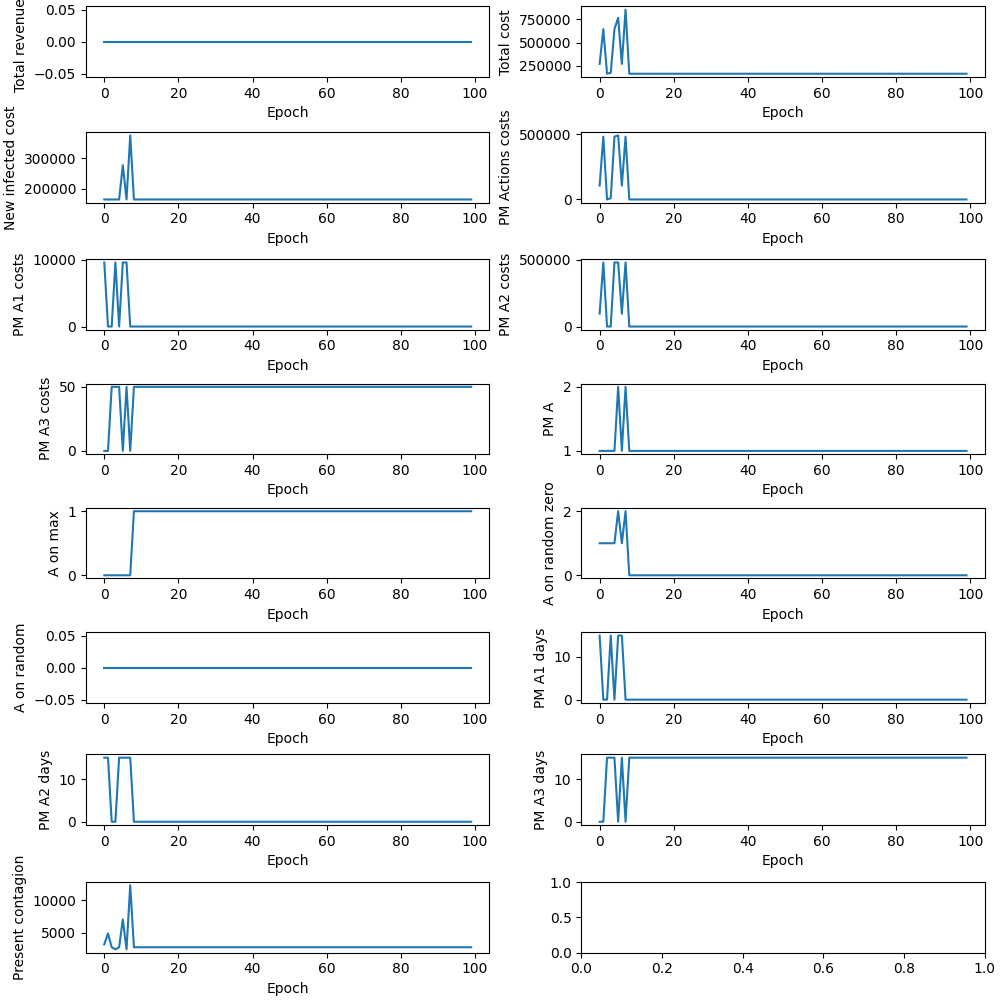 Total revenue
0.05
0.00
−0.05
0 20 40 60 80 100
Epoch
Total cost
750000
500000
250000
0 20 40 60 80 100
Epoch
New infected cost
300000
200000
0 20 40 60 80 100
Epoch
PM Actions costs
500000
0
0 20 40 60 80 100
Epoch
PM A1 costs
10000
0
0 20 40 60 80 100
Epoch
PM A2 costs
500000
0
0 20 40 60 80 100
Epoch
PM A3 costs
50
0
0 20 40 60 80 100
Epoch
PM A
2
1
0 20 40 60 80 100
Epoch
A on max
1
0
0 20 40 60 80 100
Epoch
A on random zero
2
0
0 20 40 60 80 100
Epoch
A on random
0.05
0.00
−0.05
0 20 40 60 80 100
Epoch
PM A1 days
10
0
0 20 40 60 80 100
Epoch
PM A2 days
10
0
0 20 40 60 80 100
Epoch
PM A3 days
10
0
0 20 40 60 80 100
Epoch
Present contagion
10000
5000
0 20 40 60 80 100
Epoch
1.0
0.5
0.0
0.0 0.2 0.4 0.6 0.8 1.0